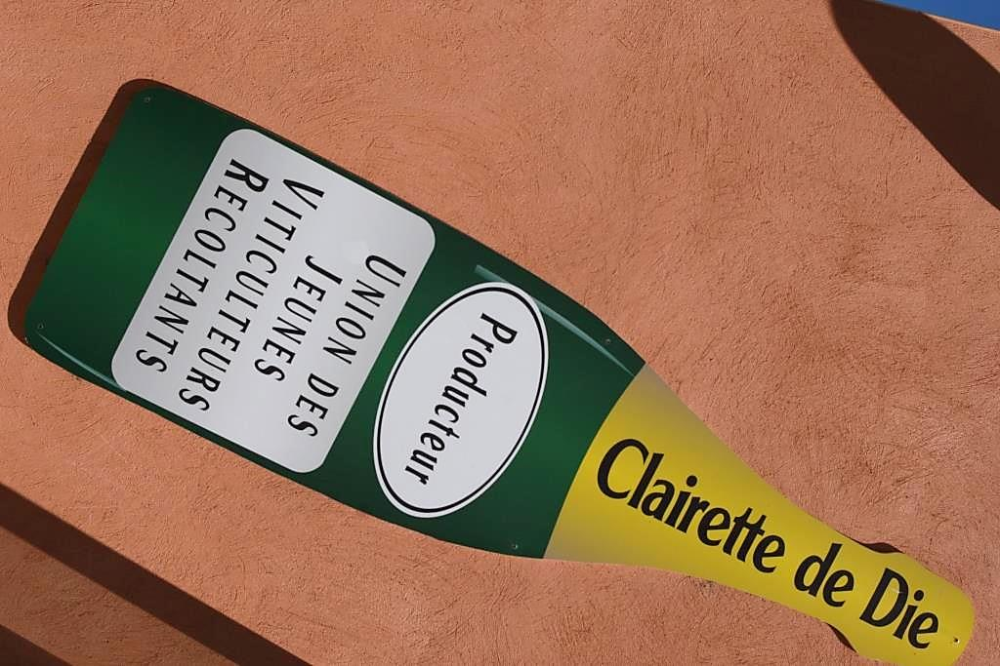 Clairette de Die
Producteur
UNION DES
JEUNES
VITICULTEURS
RECOLTANTS